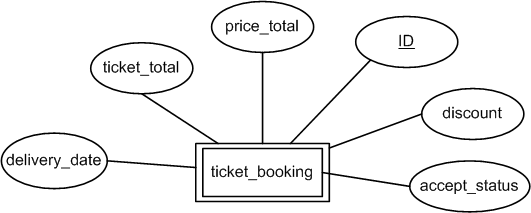 price_total
ID
ticket_total
discount
delivery_date
ticket_booking
accept_status